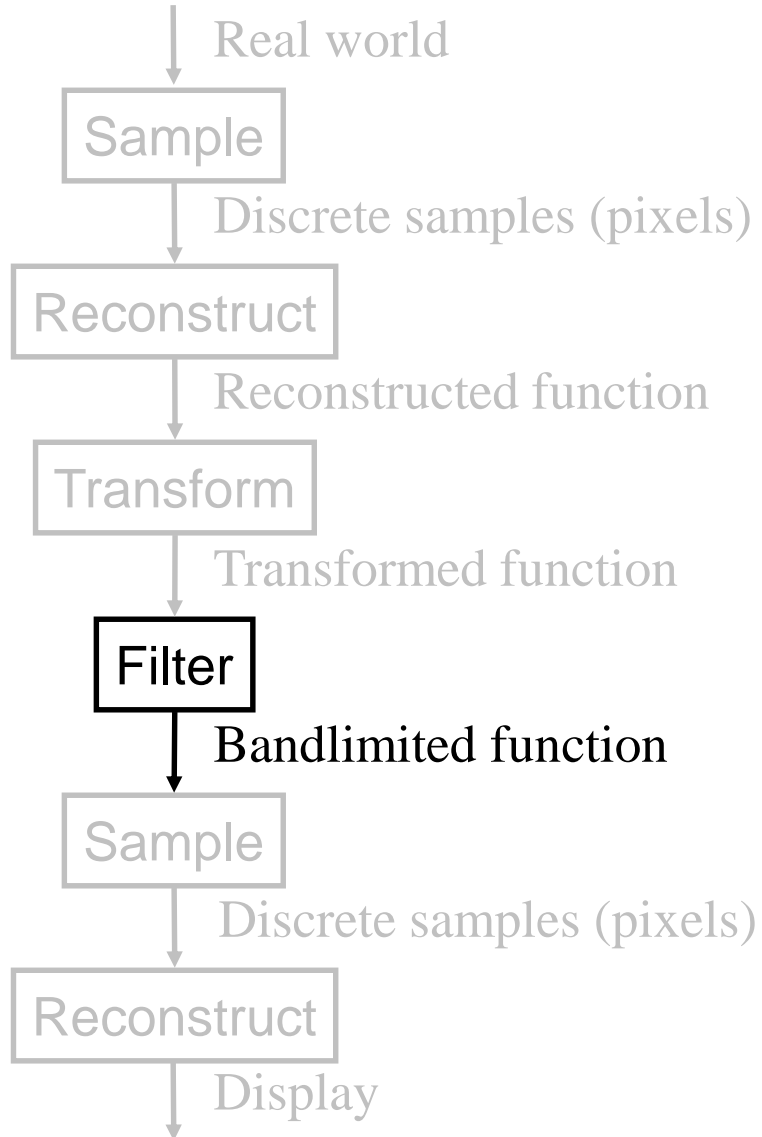 Real world
Sample
Discrete samples (pixels)
Reconstruct
Reconstructed function
Transform
Transformed function
Filter
Bandlimited function
Sample
Discrete samples (pixels)
Reconstruct
Display